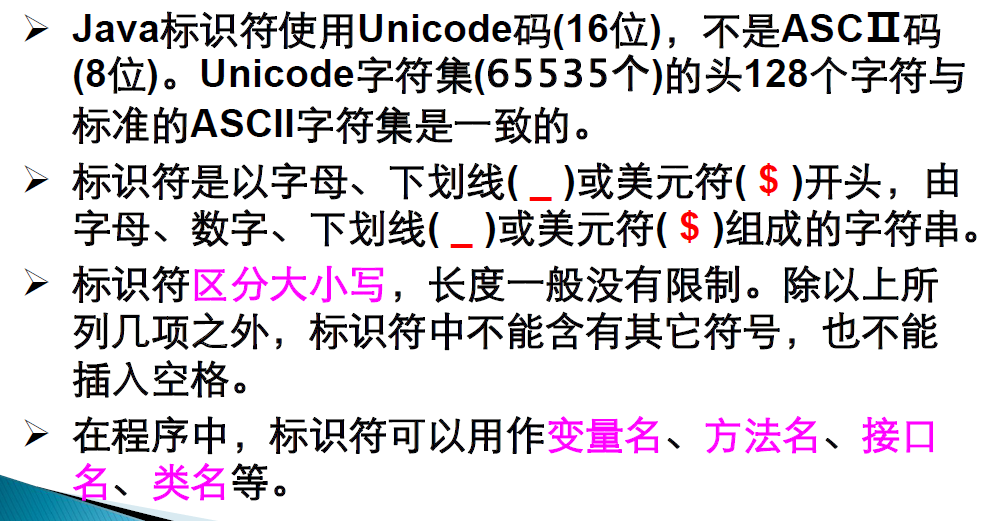 ➢ Java标识符使用Unicode码(16位)，不是ASCⅡ码
(8位)。Unicode字符集(65535个)的头128个字符与
标准的ASCII字符集是一致的。
➢ 标识符是以字母、下划线( _ )或美元符( $ )开头，由
字母、数字、下划线( _ )或美元符( $ )组成的字符串。
➢ 标识符区分大小写，长度一般没有限制。除以上所
列几项之外，标识符中不能含有其它符号，也不能
插入空格。
➢ 在程序中，标识符可以用作变量名、方法名、接口
名、类名等。